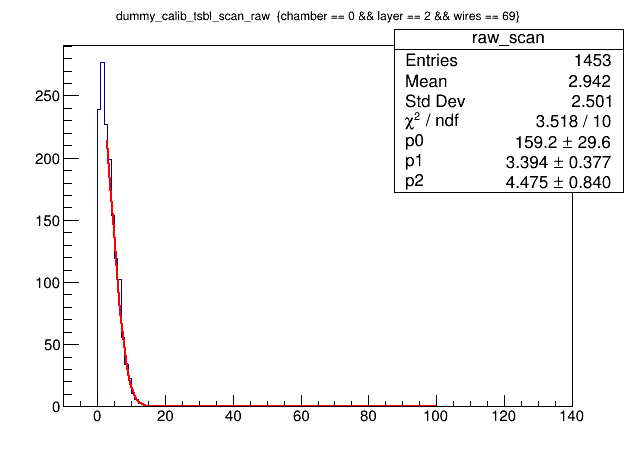 dummy_calib_tsbl_scan_raw {chamber == 0 && layer == 2 && wires == 69}
raw_scan
Entries 1453
Mean 2.942
Std Dev 2.501
χ² / ndf 3.518 / 10
p0 159.2 ± 29.6
p1 3.394 ± 0.377
p2 4.475 ± 0.840
250
200
150
100
50
0
0 20 40 60 80 100 120 140